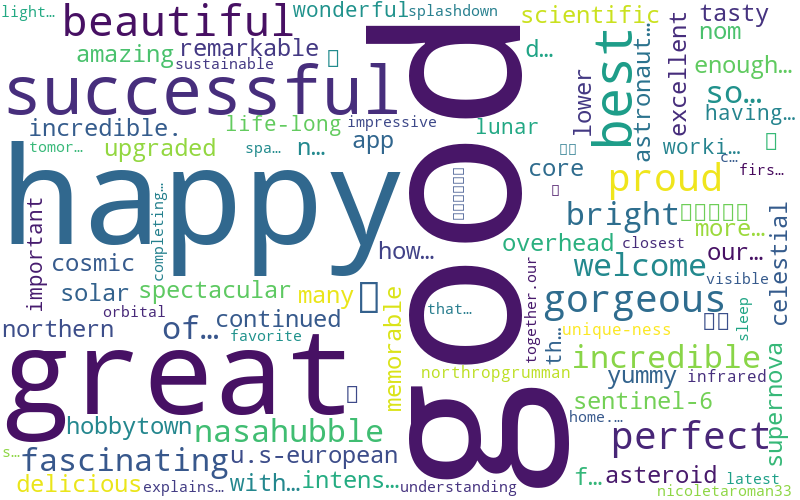 light…
beautiful
wonderful
splashdown
scientific
tasty
amazing
remarkable
sustainable
d…
nom
excellent
best
astronaut…
enough…
successful
lower
so…
having…
incredible.
life-long
impressive
lunar
tomor…
upgraded
spa…
n…
app
worki…
c…
firs…
happy
good
core
proud
important
completing…
bright
more…
celestial
cosmic
how…
overhead
closest
our…
solar
spectacular
many
welcome
visible
orbital
that…
together.our
gorgeous
sleep
northern
of…
continued
favorite
memorable
th…
unique-ness
great
northropgrumman
incredible
supernova
yummy
infrared
hobbytown
nasahubble
sentinel-6
home.…
s…
fascinating
u.s-european
perfect
delicious
explains…
with…
intens…
understanding
f…
asteroid
latest
nicoletaroman33